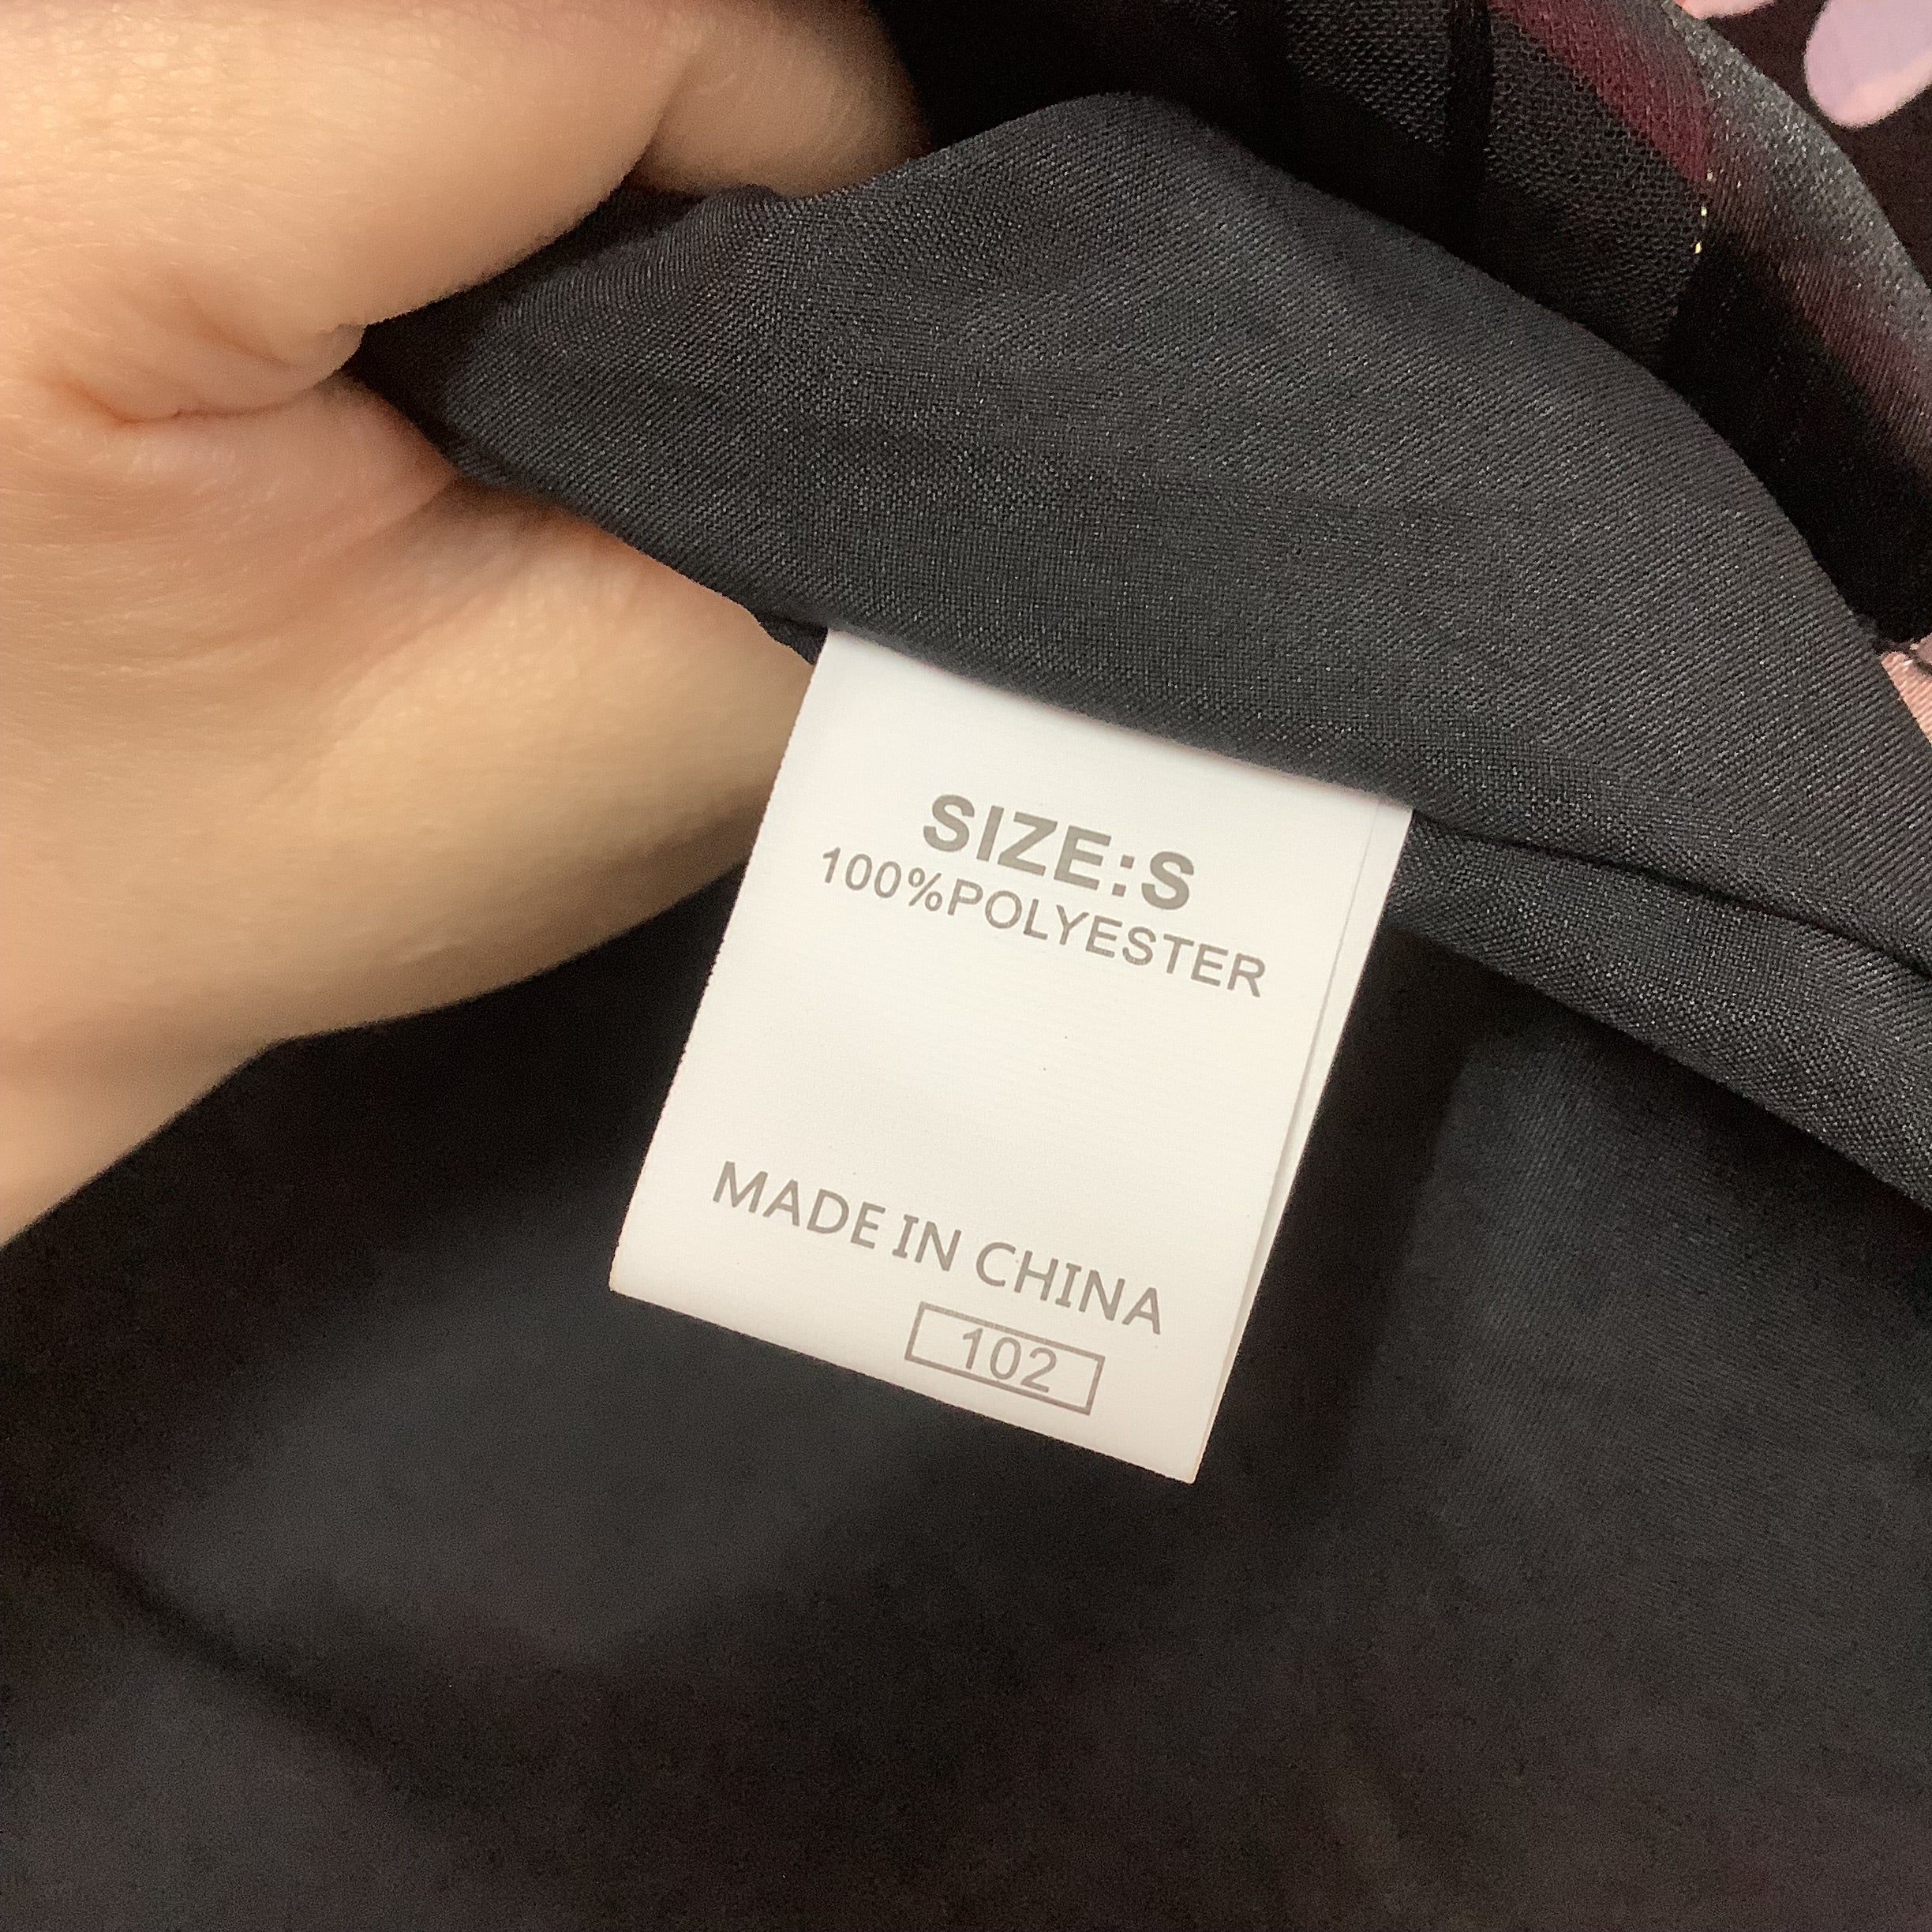 SIZE:S
100%POLYESTER
MADE IN CHINA
102